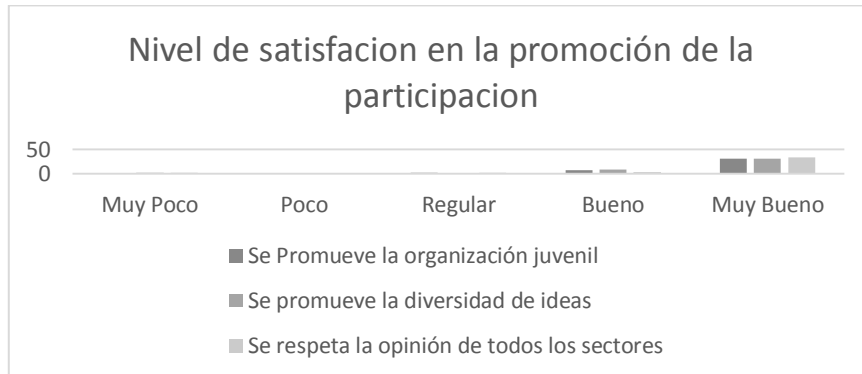 Nivel de satisfacion en la promoción de la
participacion
50
0
Muy Poco Poco Regular Bueno Muy Bueno
Se Promueve la organización juvenil
Se promueve la diversidad de ideas
Se respeta la opinión de todos los sectores